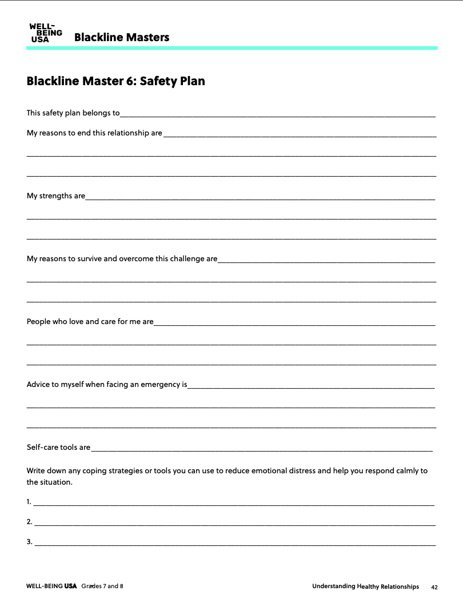 WELL-
BEING
USA
Blackline Masters
Blackline Master 6: Safety Plan
This safety plan belongs to
My reasons to end this relationship are
My strengths are
My reasons to survive and overcome this challenge are
People who love and care for me are
Advice to myself when facing an emergency is
Self-care tools are
Write down any coping strategies or tools you can use to reduce emotional distress and help you respond calmly to
the situation.
1.
2.
3.
WELL-BEING USA Grades 7 and 8 Understanding Healthy Relationships 42